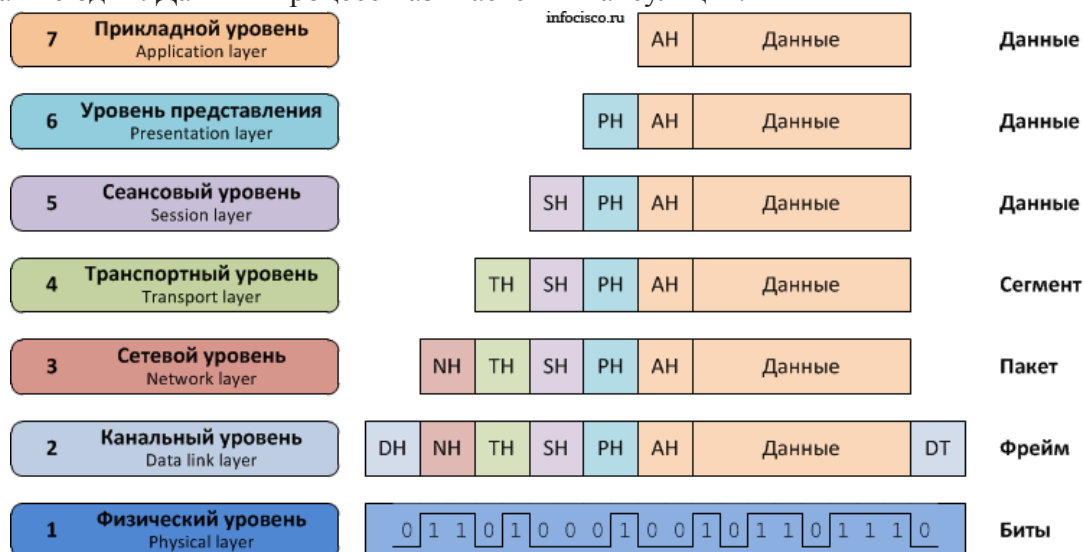 infocisco.ru
7 Прикладной уровень AH Данные Данные
Application layer
6 Уровень представления PH AH Данные Данные
Presentation layer
5 Сеансовый уровень SH PH AH Данные Данные
Session layer
4 Транспортный уровень TH SH PH AH Данные Сегмент
Transport layer
3 Сетевой уровень NH TH SH PH AH Данные Пакет
Network layer
2 Канальный уровень DH NH TH SH PH AH Данные DT Фрейм
Data link layer
1 Физический уровень 0 1 1 0 1 0 0 0 1 0 0 1 0 1 1 0 1 1 1 0 Биты
Physical layer